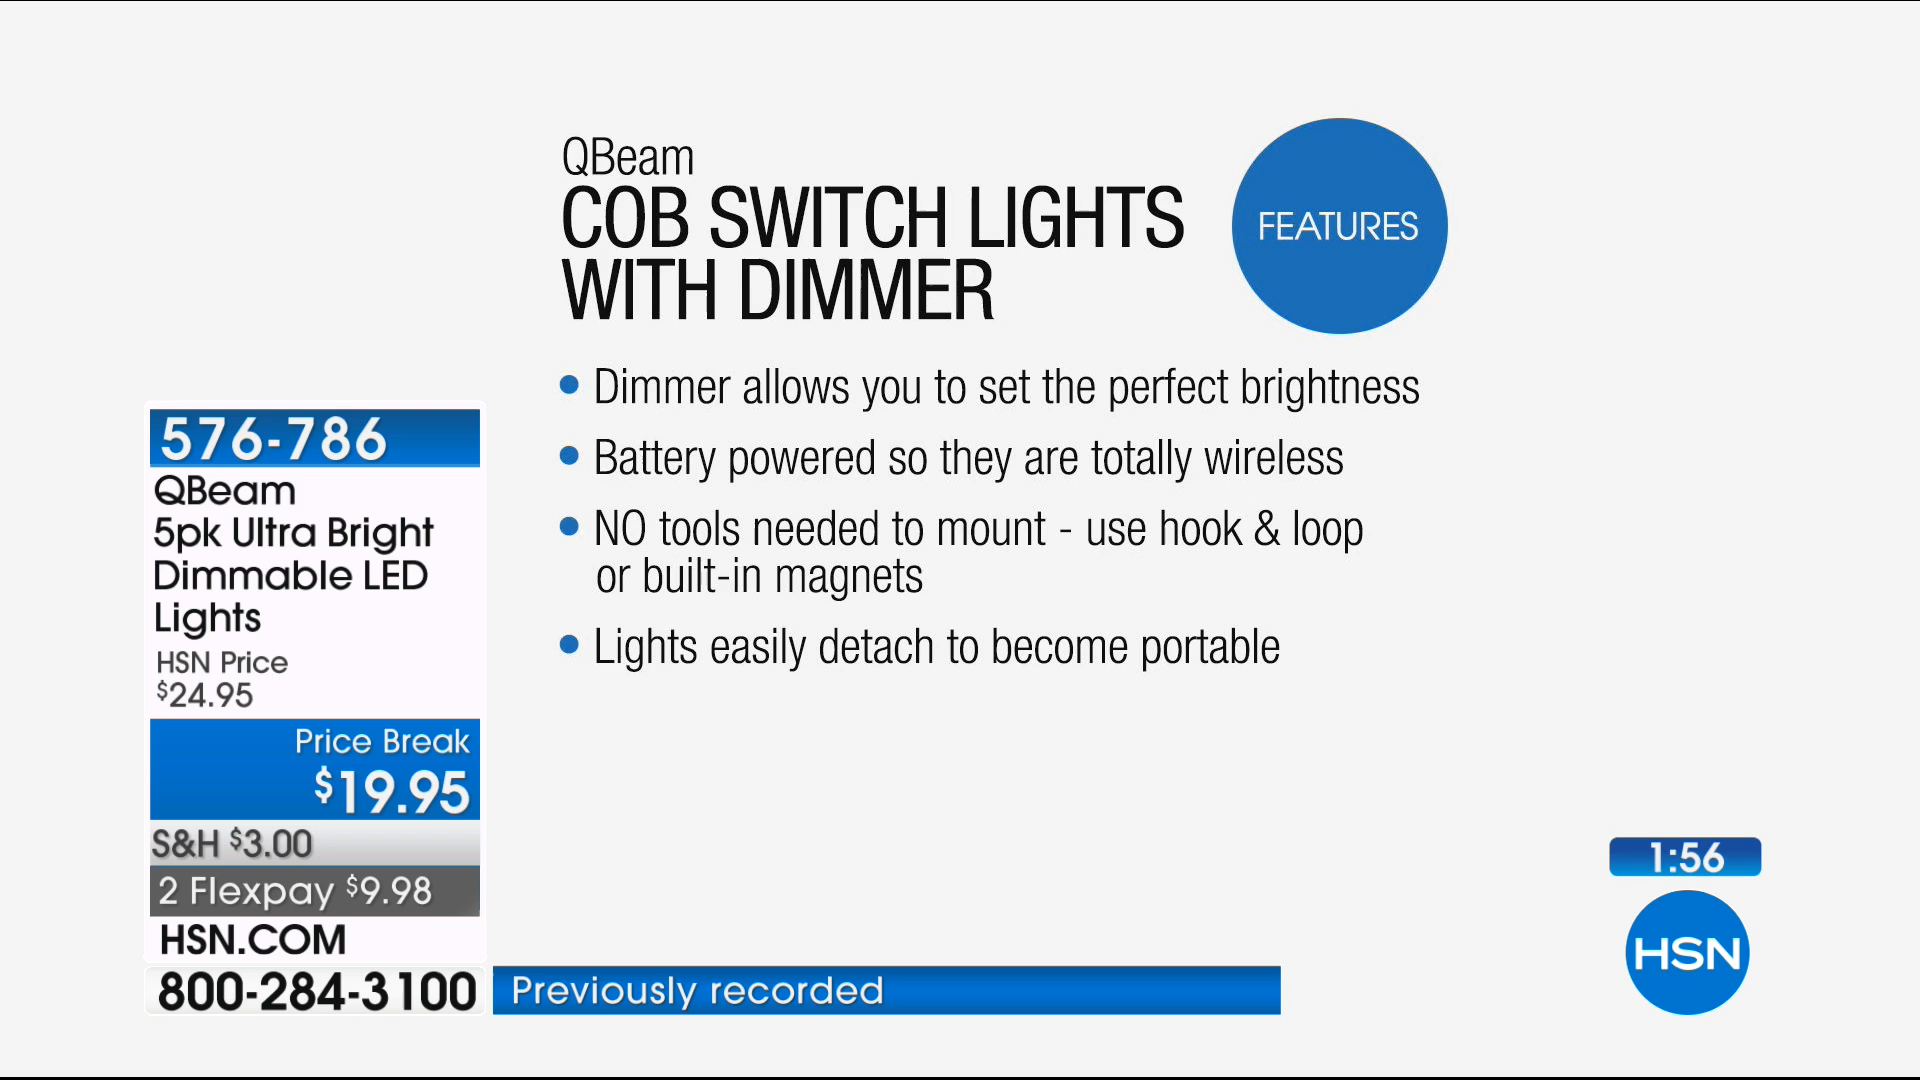 QBeam
COB SWITCH LIGHTS
WITH DIMMER
FEATURES
• Dimmer allows you to set the perfect brightness
• Battery powered so they are totally wireless
• NO tools needed to mount - use hook & loop
or built-in magnets
• Lights easily detach to become portable
576-786
QBeam
5pk Ultra Bright
Dimmable LED
Lights
HSN Price
$24.95
Price Break
$19.95
S&H $3.00
2 Flexpay $9.98
HSN.COM
800-284-3100
Previously recorded
1:56
HSN